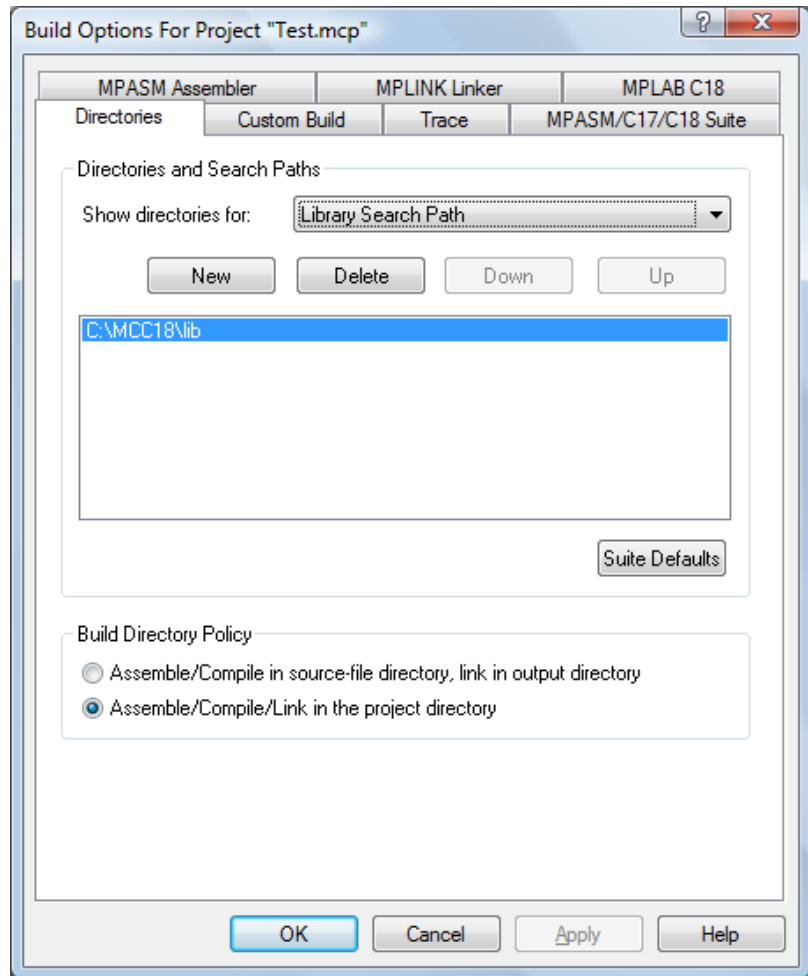 Build Options For Project "Test.mcp"
MPASM Assembler MPLINK Linker MPLAB C18
Directories Custom Build Trace MPASM/C17/C18 Suite
Directories and Search Paths
Show directories for: Library Search Path
New Delete Down Up
C:\MCC18\lib
Suite Defaults
Build Directory Policy
Assemble/Compile in source-file directory, link in output directory
Assemble/Compile/Link in the project directory
OK Cancel Apply Help